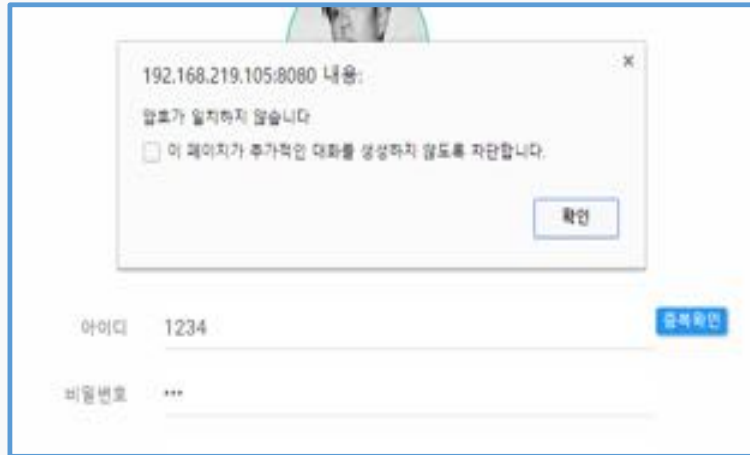 192.168.219.105:8080 내용:
암호가 일치하지 않습니다
이 페이지가 추가적인 대화를 생성하지 않도록 차단합니다.
확인
아이디 1234 중복확인
비밀번호 •••